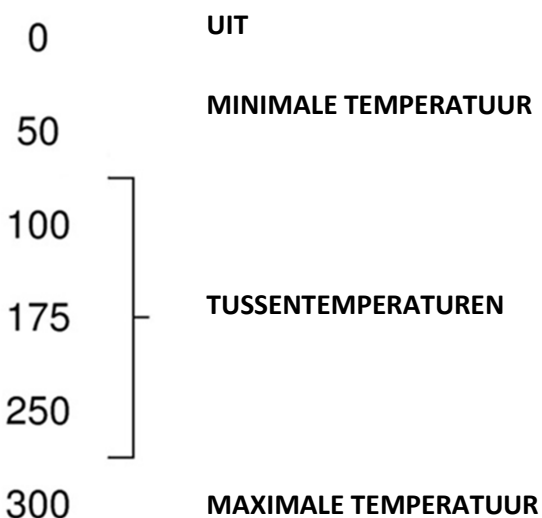 0 UIT
MINIMALE TEMPERATUUR
50
100
175 TUSSENTEMPERATUREN
250
300 MAXIMALE TEMPERATUUR